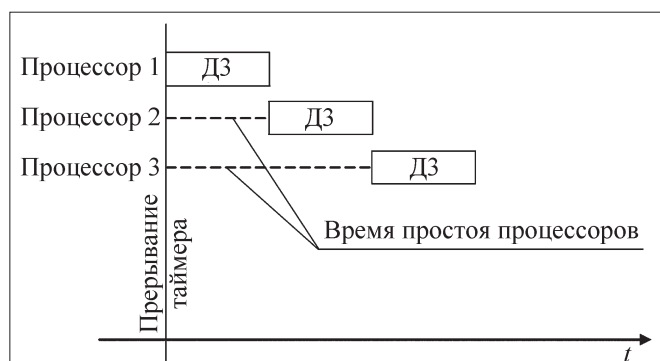 Процессор 1
ДЗ
Процессор 2
ДЗ
Процессор 3
ДЗ
Время простоя процессоров
Прерывание
таймера
t